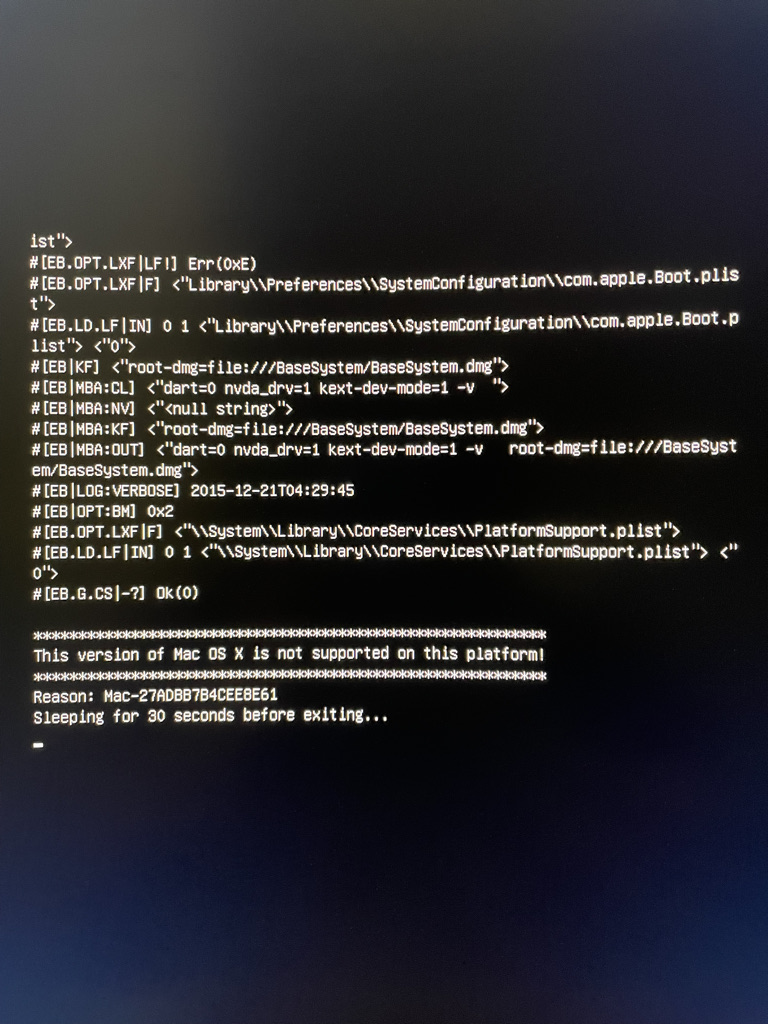 ist">
#[EB.OPT.LXF|LF!] Err(0xE)
#[EB.OPT.LXF|F] <"Library\\Preferences\\SystemConfiguration\\com.apple.Boot.plis
t">
#[EB.LD.LF|IN] 0 1 <"Library\\Preferences\\SystemConfiguration\\com.apple.Boot.p
list"> <"0">
#[EB|KF] <"root-dmg=file:///BaseSystem/BaseSystem.dmg">
#[EB|MBA:CL] <"dart=0 nvda_drv=1 kext-dev-mode=1 -v  ">
#[EB|MBA:NV] <"<null string>">
#[EB|MBA:KF] <"root-dmg=file:///BaseSystem/BaseSystem.dmg">
#[EB|MBA:OUT] <"dart=0 nvda_drv=1 kext-dev-mode=1 -v   root-dmg=file:///BaseSyst
em/BaseSystem.dmg">
#[EB|LOG:VERBOSE] 2015-12-21T04:29:45
#[EB|OPT:BM] 0x2
#[EB.OPT.LXF|F] <"\\System\\Library\\CoreServices\\PlatformSupport.plist">
#[EB.LD.LF|IN] 0 1 <"\\System\\Library\\CoreServices\\PlatformSupport.plist"> <"
0">
#[EB.G.CS|-?] Ok(0)
****************************************************************
This version of Mac OS X is not supported on this platform!
****************************************************************
Reason: Mac-27ADBB7B4CEE8E61
Sleeping for 30 seconds before exiting...